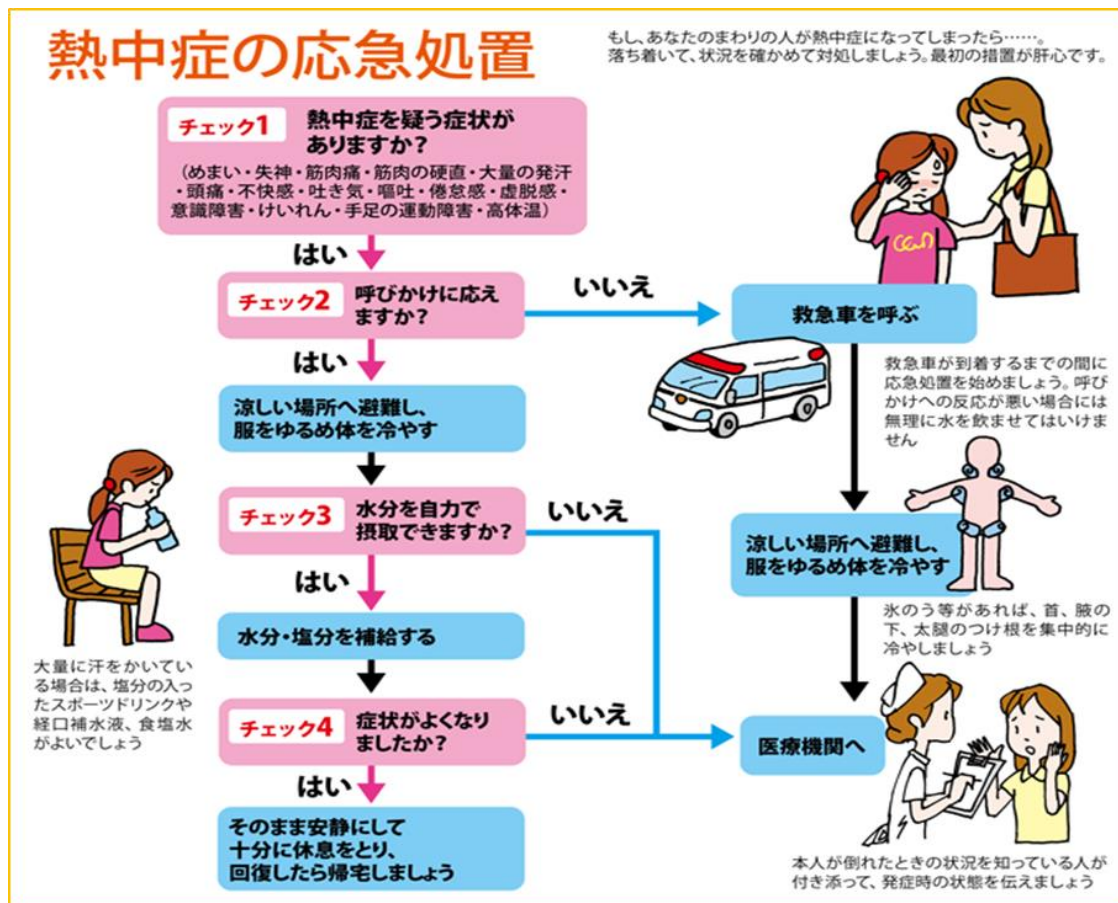 熱中症の応急処置
もし、あなたのまわりの人が熱中症になってしまったら……。
落ち着いて、状況を確かめて対処しましょう。最初の措置が肝心です。
チェック1
熱中症を疑う症状が
ありますか？
（めまい・失神・筋肉痛・筋肉の硬直・大量の発汗
・頭痛・不快感・吐き気・嘔吐・倦怠感・虚脱感・
意識障害・けいれん・手足の運動障害・高体温）
はい
チェック2
呼びかけに応え
ますか？
いいえ
救急車を呼ぶ
救急車が到着するまでの間に
応急処置を始めましょう。呼び
かけへの反応が悪い場合には
無理に水を飲ませてはいけま
せん
はい
涼しい場所へ避難し、
服をゆるめ体を冷やす
チェック3
水分を自力で
摂取できますか？
いいえ
涼しい場所へ避難し、
服をゆるめ体を冷やす
氷のう等があれば、首、腋の
下、太腿のつけ根を集中的に
冷やしましょう
はい
水分・塩分を補給する
大量に汗をかいてい
る場合は、塩分の入っ
たスポーツドリンクや
経口補水液、食塩水
がよいでしょう
チェック4
症状がよくなり
ましたか？
いいえ
医療機関へ
はい
そのまま安静にして
十分に休息をとり、
回復したら帰宅しましょう
本人が倒れたときの状況を知っている人が
付き添って、発症時の状態を伝えましょう